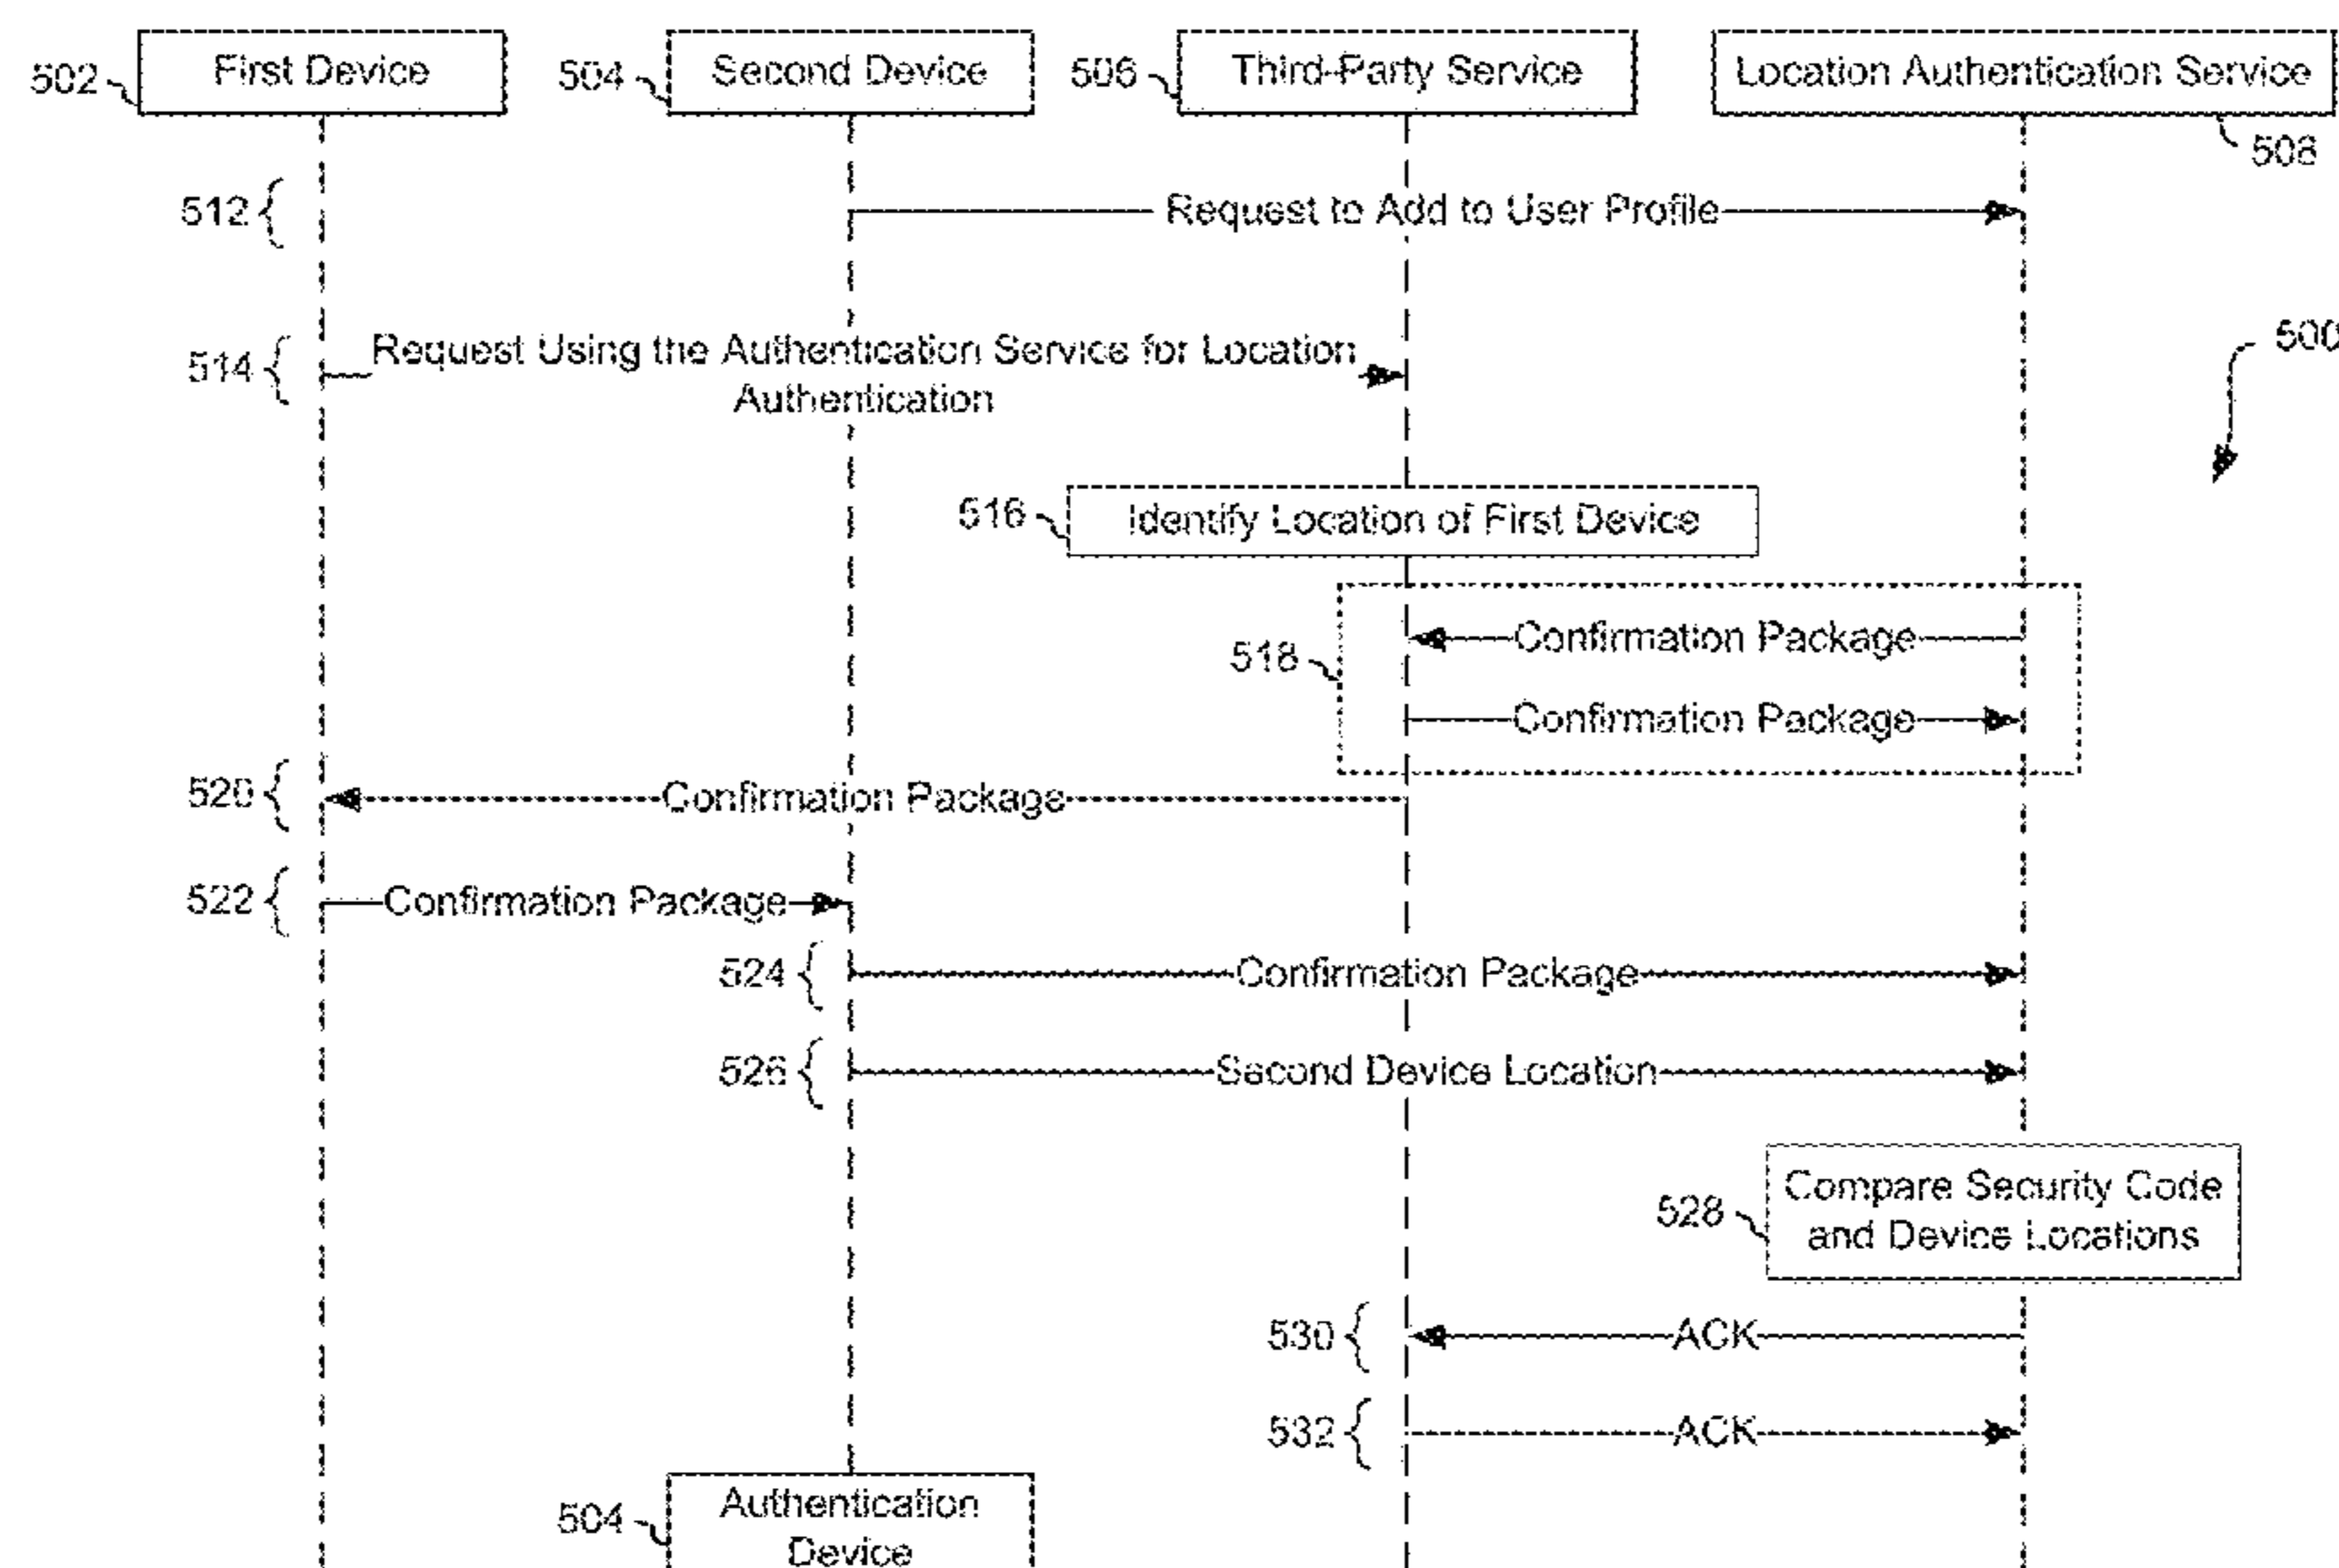 502
First Device
504
Second Device
506
Third-Party Service
Location Authentication Service
508
512
Request to Add to User Profile
500
514
Request Using the Authentication Service for Location
Authentication
516
Identify Location of First Device
518
Confirmation Package
Confirmation Package
520
Confirmation Package
522
Confirmation Package
524
Confirmation Package
526
Second Device Location
528
Compare Security Code
and Device Locations
530
ACK
532
ACK
504
Authentication
Device